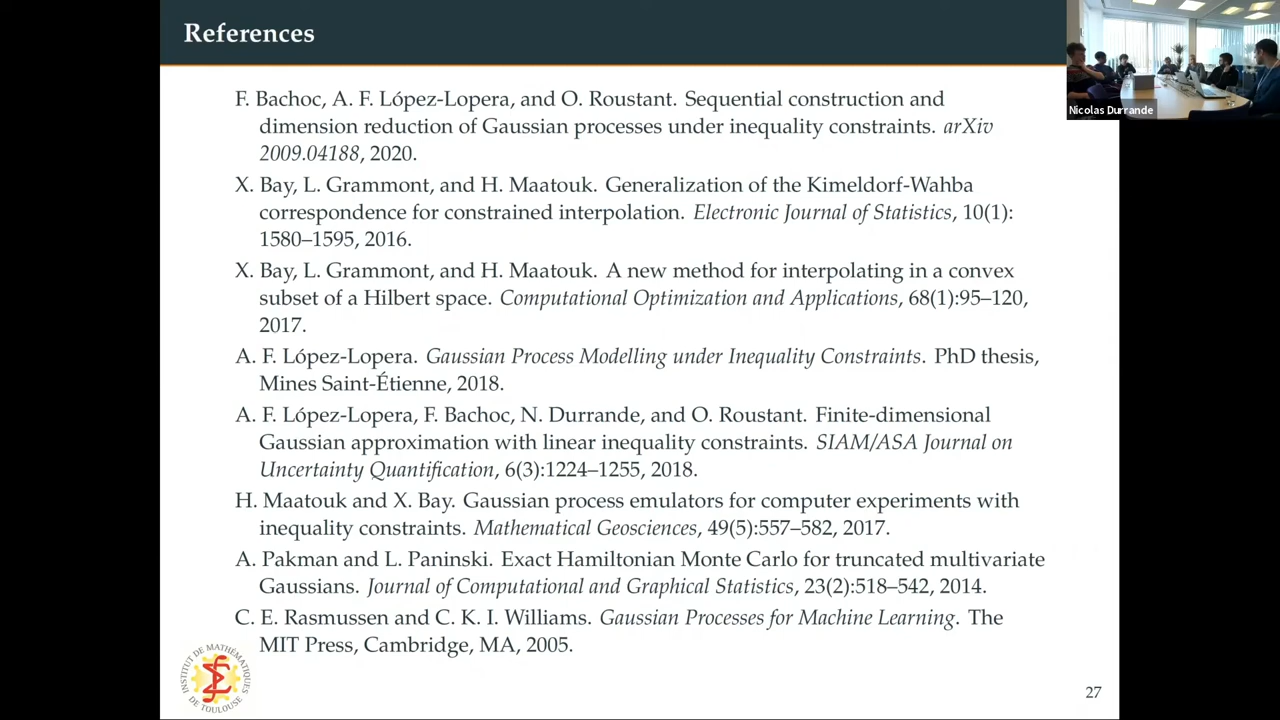 References
Nicolas Durrande
F. Bachoc, A. F. López-Lopera, and O. Roustant. Sequential construction and
dimension reduction of Gaussian processes under inequality constraints. arXiv
2009.04188, 2020.
X. Bay, L. Grammont, and H. Maatouk. Generalization of the Kimeldorf-Wahba
correspondence for constrained interpolation. Electronic Journal of Statistics, 10(1):
1580–1595, 2016.
X. Bay, L. Grammont, and H. Maatouk. A new method for interpolating in a convex
subset of a Hilbert space. Computational Optimization and Applications, 68(1):95–120,
2017.
A. F. López-Lopera. Gaussian Process Modelling under Inequality Constraints. PhD thesis,
Mines Saint-Étienne, 2018.
A. F. López-Lopera, F. Bachoc, N. Durrande, and O. Roustant. Finite-dimensional
Gaussian approximation with linear inequality constraints. SIAM/ASA Journal on
Uncertainty Quantification, 6(3):1224–1255, 2018.
H. Maatouk and X. Bay. Gaussian process emulators for computer experiments with
inequality constraints. Mathematical Geosciences, 49(5):557–582, 2017.
A. Pakman and L. Paninski. Exact Hamiltonian Monte Carlo for truncated multivariate
Gaussians. Journal of Computational and Graphical Statistics, 23(2):518–542, 2014.
C. E. Rasmussen and C. K. I. Williams. Gaussian Processes for Machine Learning. The
MIT Press, Cambridge, MA, 2005.
INSTITUT DE MATHÉMATIQUES
DE TOULOUSE
27